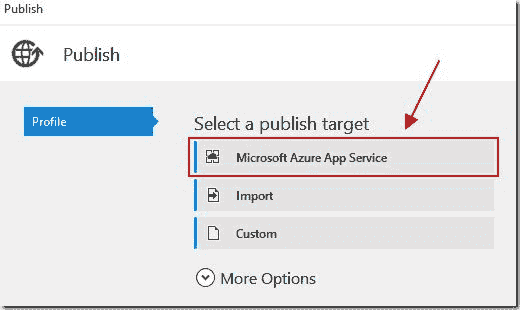 Publish
Publish
Profile
Select a publish target
Microsoft Azure App Service
Import
Custom
More Options